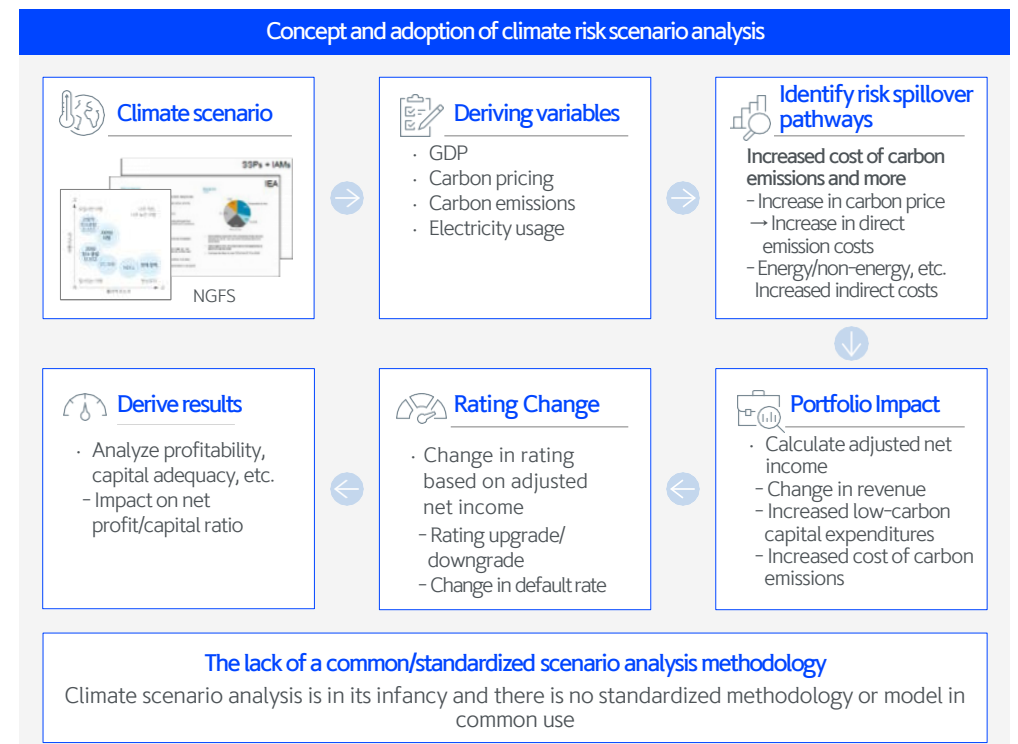 Concept and adoption of climate risk scenario analysis
Climate scenario
SSPs + IAMs
IEA
NGFS
Deriving variables
· GDP
· Carbon pricing
· Carbon emissions
· Electricity usage
Identify risk spillover
pathways
Increased cost of carbon
emissions and more
- Increase in carbon price
→ Increase in direct
emission costs
- Energy/non-energy, etc.
Increased indirect costs
Derive results
· Analyze profitability,
capital adequacy, etc.
- Impact on net
profit/capital ratio
Rating Change
· Change in rating
based on adjusted
net income
- Rating upgrade/
downgrade
- Change in default rate
Portfolio Impact
· Calculate adjusted net
income
- Change in revenue
- Increased low-carbon
capital expenditures
- Increased cost of carbon
emissions
The lack of a common/standardized scenario analysis methodology
Climate scenario analysis is in its infancy and there is no standardized methodology or model in
common use